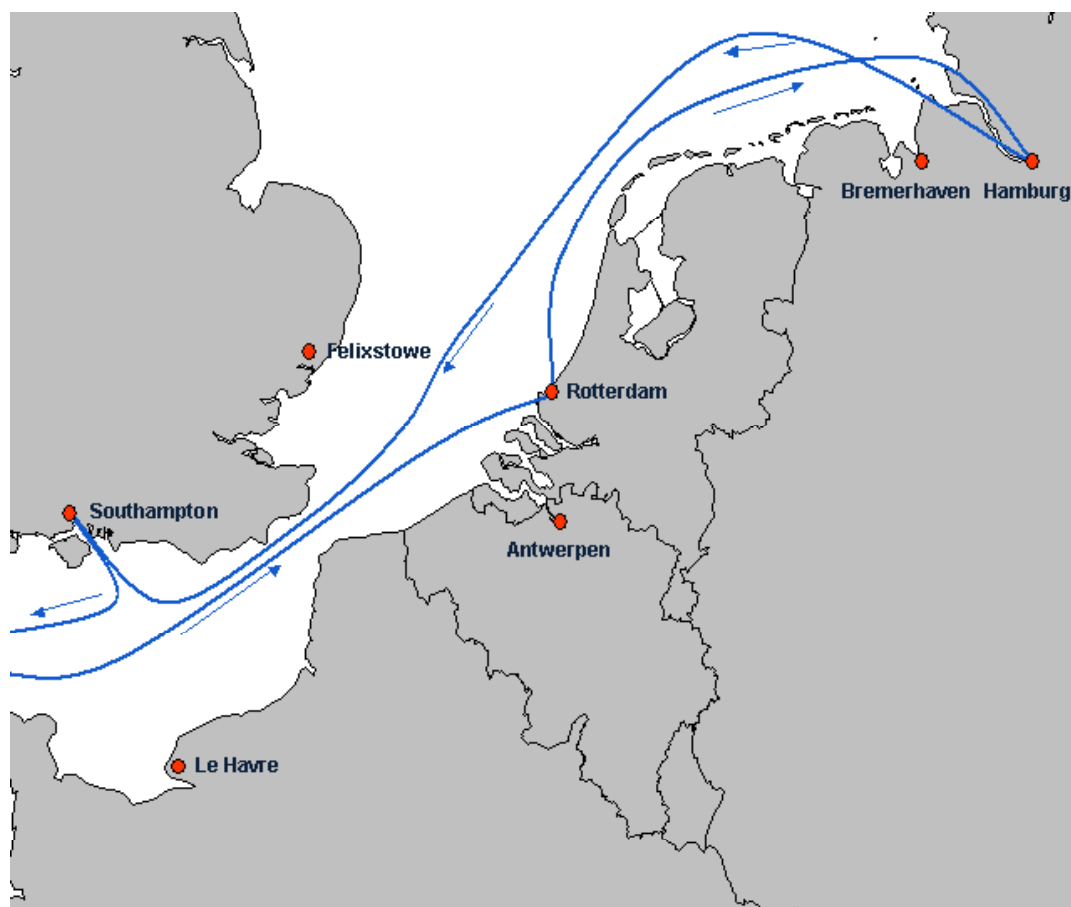 Bremerhaven Hamburg
Felixstowe
Rotterdam
Southampton
Antwerpen
Le Havre